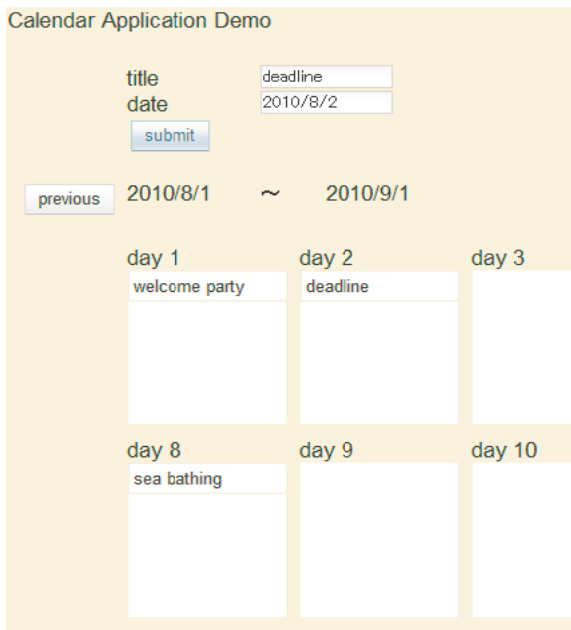 Calendar Application Demo
title deadline
date 2010/8/2
submit
previous 2010/8/1 ~ 2010/9/1
day 1 day 2 day 3
welcome party deadline
day 8 day 9 day 10
sea bathing